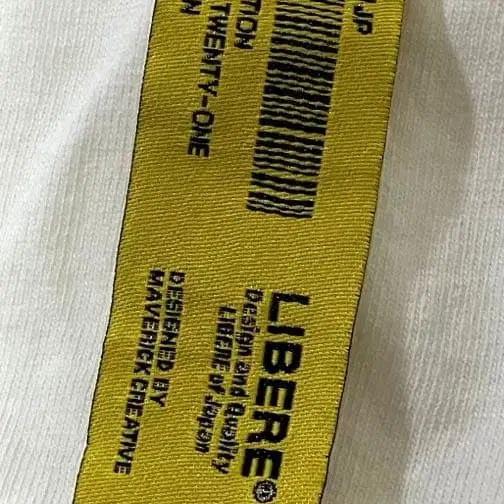 JP
TION
N
TWENTY-ONE
LIBERE®
Design and Quality
LIBERE of Japan
DESIGNED BY
MAVERICK CREATIVE